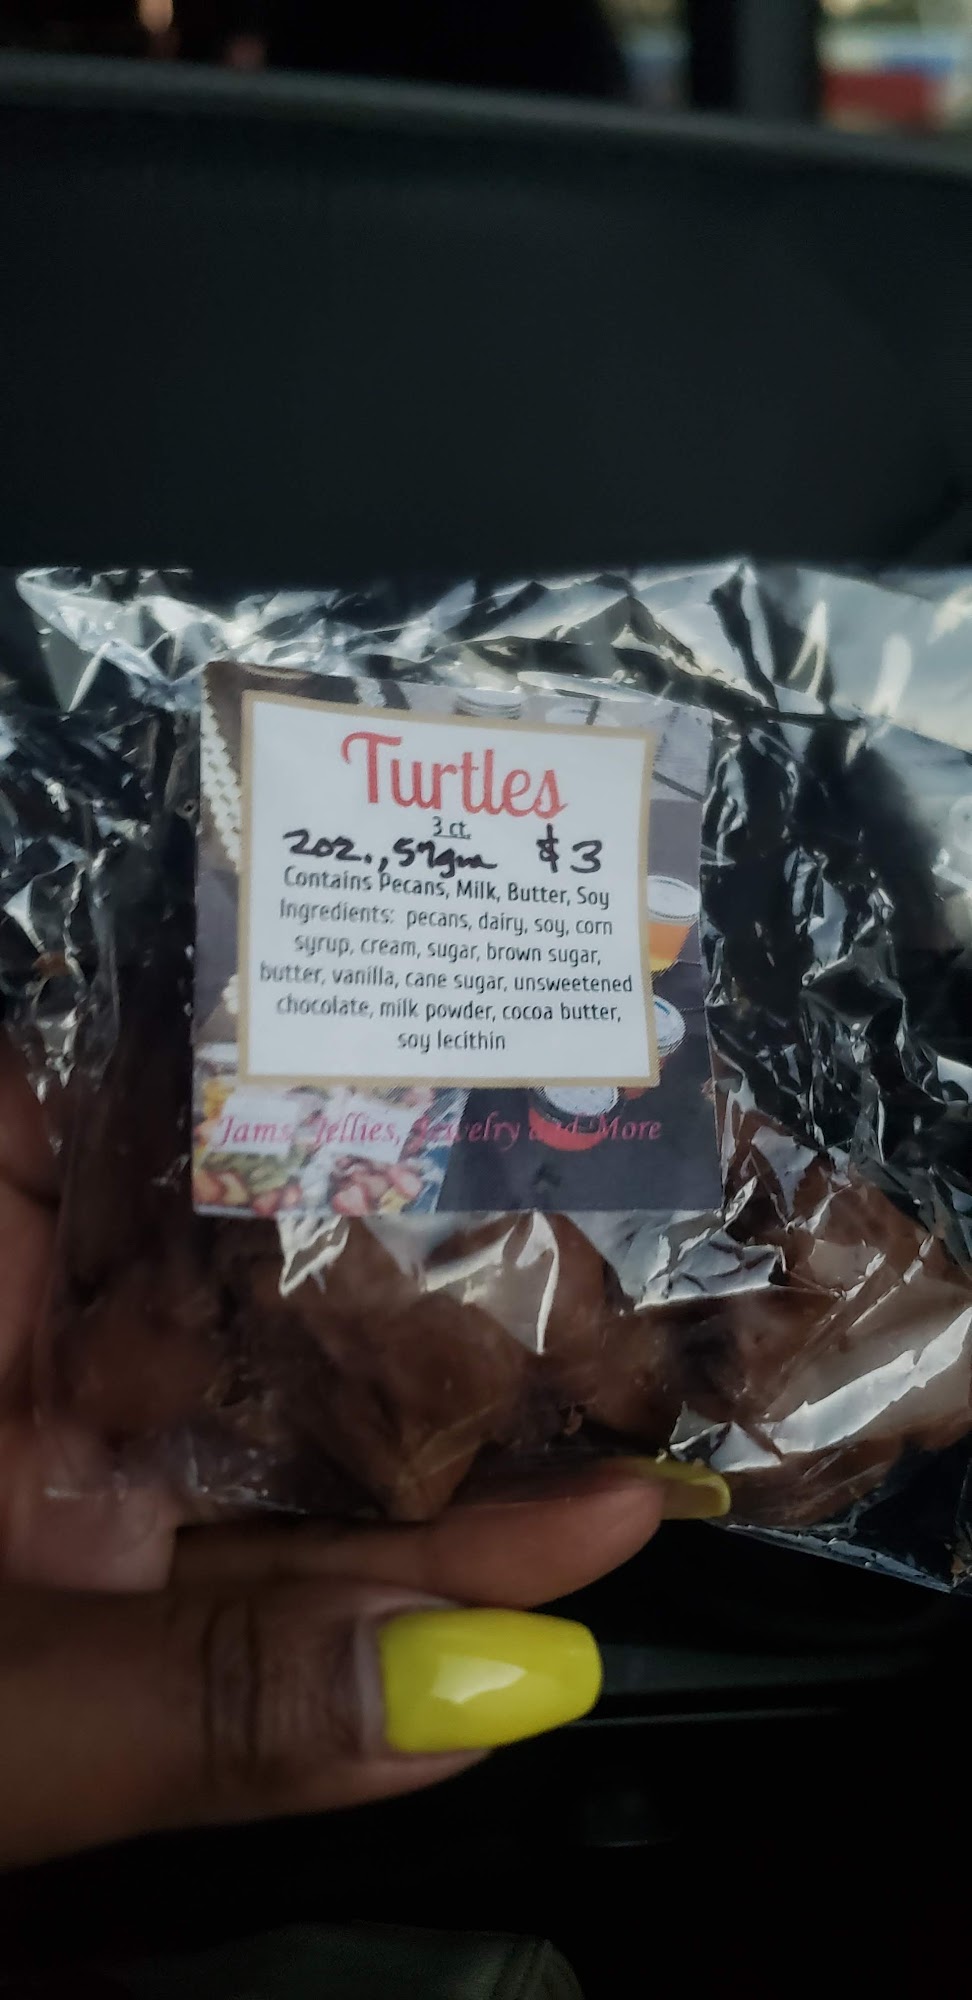 Turtles
3 ct.
2oz., 57gm $3
Contains Pecans, Milk, Butter, Soy
Ingredients: pecans, dairy, soy, corn
syrup, cream, sugar, brown sugar,
butter, vanilla, cane sugar, unsweetened
chocolate, milk powder, cocoa butter,
soy lecithin
Jams, Jellies, Jewelry and More